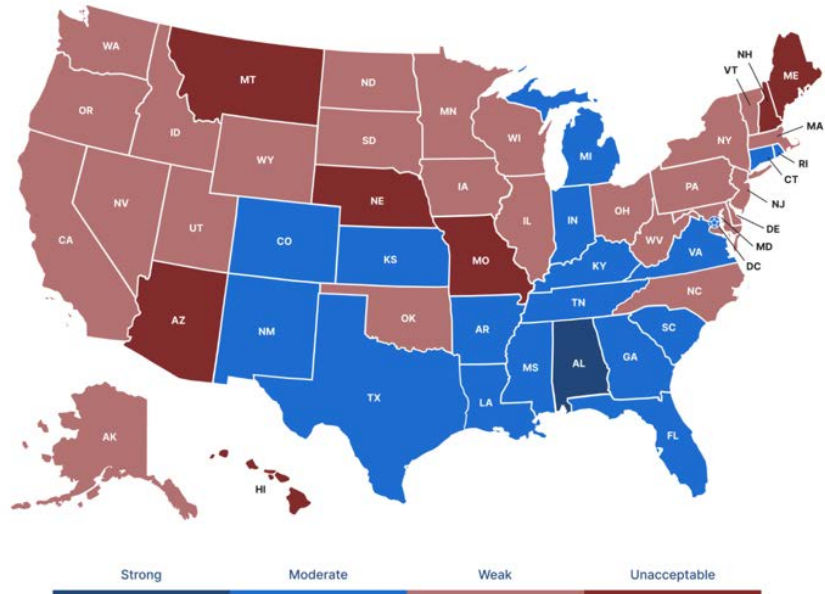 WA
NH
VT
ME
MT
ND
MN
OR
MA
ID
SD
WI
NY
WY
MI
RI
CT
IA
PA
NE
NJ
NV
IL
IN
OH
UT
DE
CO
WV
CA
MD
VA
KS
MO
KY
DC
NC
TN
AZ
OK
NM
AR
SC
MS
AL
GA
TX
LA
AK
FL
HI
Strong Moderate Weak Unacceptable